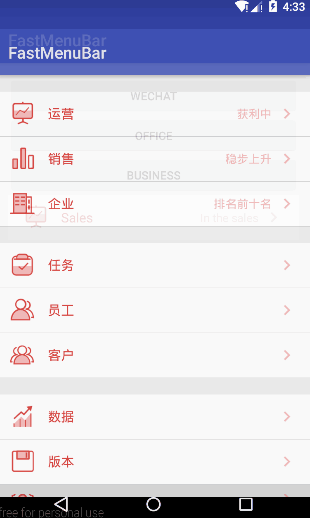 4:33
FastMenuBar
FastMenuBar
WECHAT
运营 获利中
OFFICE
销售 稳步上升
BUSINESS
企业 排名前十名
Sales in the sales
任务
员工
客户
数据
版本
free for personal use